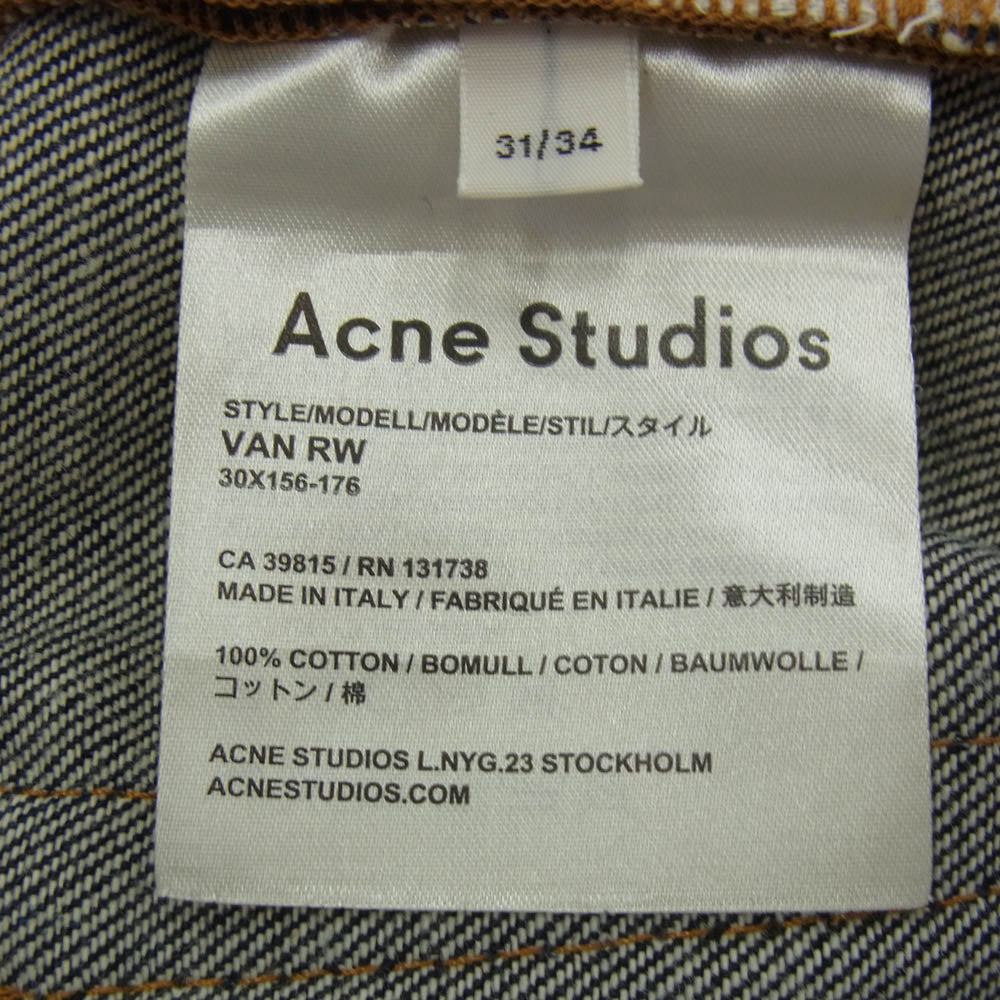 31/34
Acne Studios
STYLE/MODELL/MODÈLE/STIL/スタイル
VAN RW
30X156-176
CA 39815 / RN 131738
MADE IN ITALY / FABRIQUÉ EN ITALIE / 意大利制造
100% COTTON / BOMULL / COTON / BAUMWOLLE /
コットン / 棉
ACNE STUDIOS L.NYG.23 STOCKHOLM
ACNESTUDIOS.COM